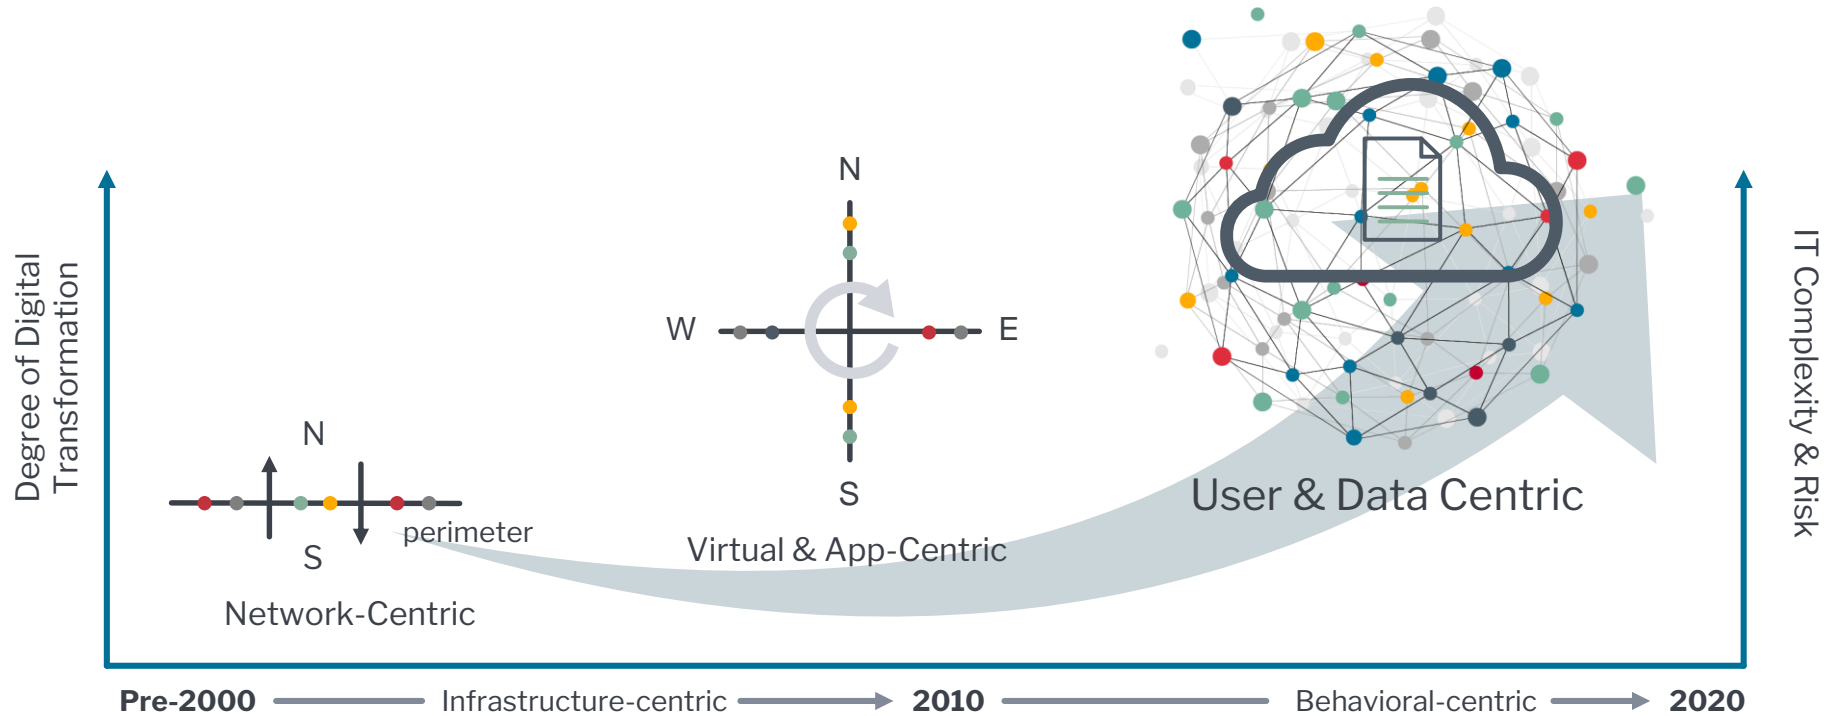 Degree of Digital
Transformation
N
S
perimeter
Network-Centric
N
W
E
S
Virtual & App-Centric
User & Data Centric
IT Complexity & Risk
Pre-2000
Infrastructure-centric
2010
Behavioral-centric
2020